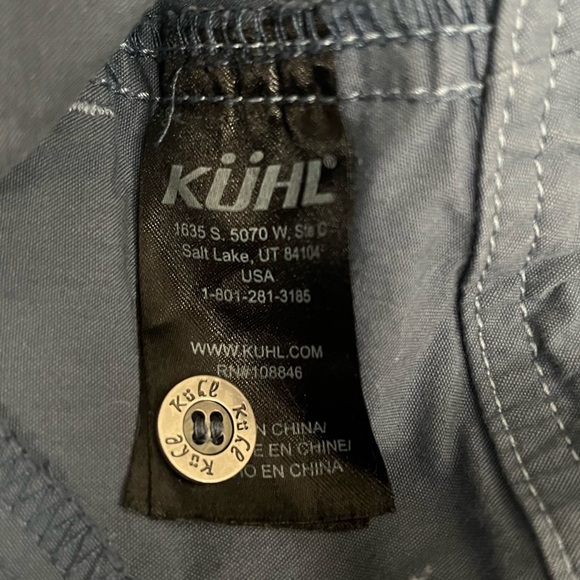 KÜHL®
1635 S. 5070 W. Ste C
Salt Lake, UT 84104
USA
1-801-281-3185
WWW.KUHL.COM
RN#108846
Kühl Kühl Kühl
EN CHINA/
EN CHINE/
EN CHINA